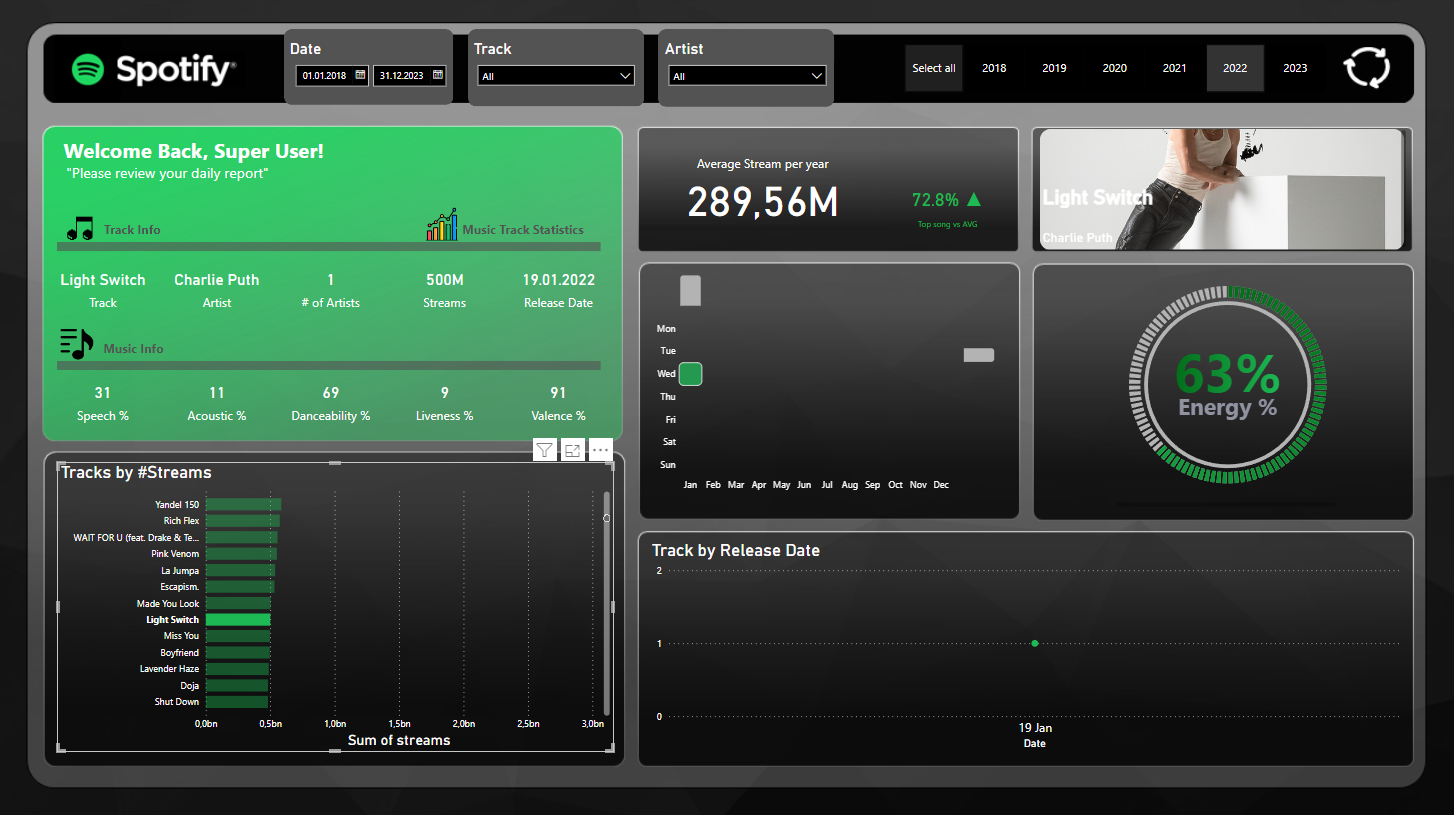 Spotify®
Date
01.01.2018
31.12.2023
Track
All
Artist
All
Select all
2018
2019
2020
2021
2022
2023
Welcome Back, Super User!
"Please review your daily report"
Track Info
Music Track Statistics
Light Switch
Charlie Puth
1
500M
19.01.2022
Track
Artist
# of Artists
Streams
Release Date
Music Info
31
11
69
9
91
Speech %
Acoustic %
Danceability %
Liveness %
Valence %
Average Stream per year
289,56M
72.8%
Top song vs AVG
Light Switch
Charlie Puth
Mon
Tue
Wed
Thu
Fri
Sat
Sun
Jan Feb Mar Apr May Jun Jul Aug Sep Oct Nov Dec
63%
Energy %
Tracks by #Streams
Yandel 150
Rich Flex
WAIT FOR U (feat. Drake & Te...
Pink Venom
La Jumpa
Escapism.
Made You Look
Light Switch
Miss You
Boyfriend
Lavender Haze
Doja
Shut Down
0,0bn 0,5bn 1,0bn 1,5bn 2,0bn 2,5bn 3,0bn
Sum of streams
Track by Release Date
2
1
0
19 Jan
Date